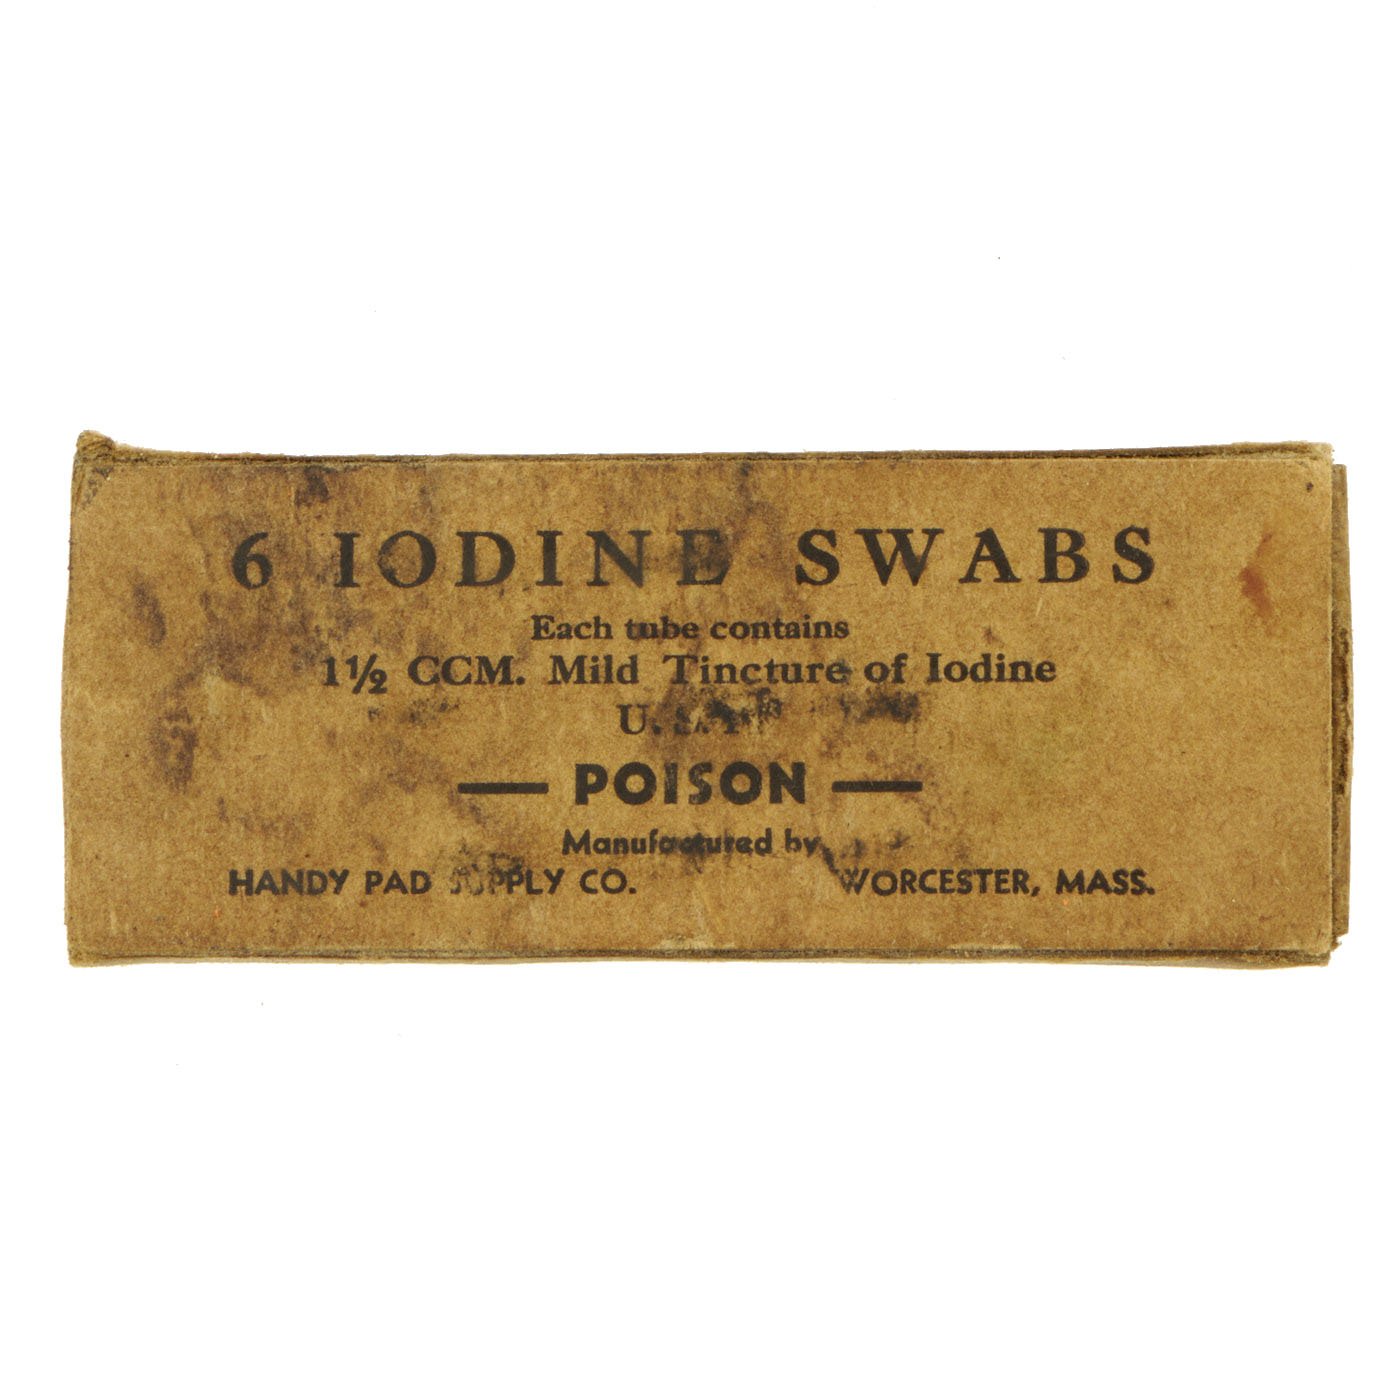 6 IODINE SWABS
Each tube contains
1½ CCM. Mild Tincture of Iodine
U.S.P.
— POISON —
Manufactured by
HANDY PAD SUPPLY CO. WORCESTER, MASS.